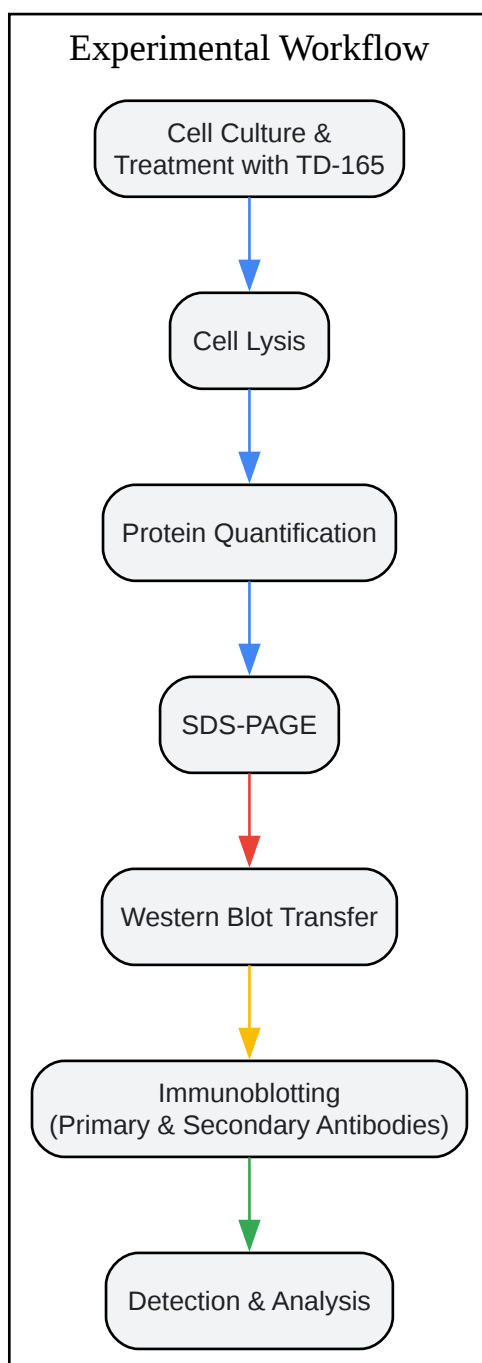 Experimental Workflow
Cell Culture &
Treatment with TD-165
Cell Lysis
Protein Quantification
SDS-PAGE
Western Blot Transfer
Immunoblotting
(Primary & Secondary Antibodies)
Detection & Analysis